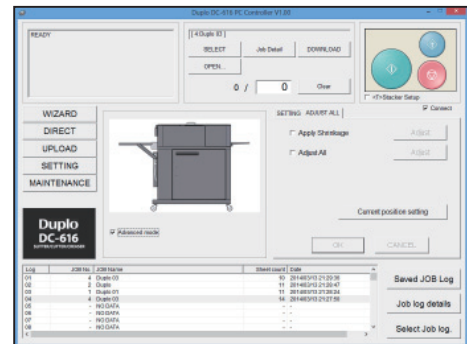 Duplo DC-616 PC Controller V1.00
READY
[ 4:Duplo 03 ]
SELECT Job Detail DOWNLOAD
OPEN...
0 / 0 Clear
<T>Stacker Setup
Connect
WIZARD
DIRECT
UPLOAD
SETTING
MAINTENANCE
Duplo
DC-616
SLITTER/CUTTER/CREASER
Advanced mode
SETTING ADJUST ALL
Apply Shrinkage Adjust
Adjust All Adjust
Current position setting
OK CANCEL
Log JOB No. JOB Name Sheet count Date
01 4 Duplo 03 10
02 2 Duplo 11
03 1 Duplo 01 11
04 4 Duplo 03 14
05 - NO DATA - -
06 - NO DATA - -
07 - NO DATA - -
08 - NO DATA - -
Saved JOB Log
Job log details
Select Job log.